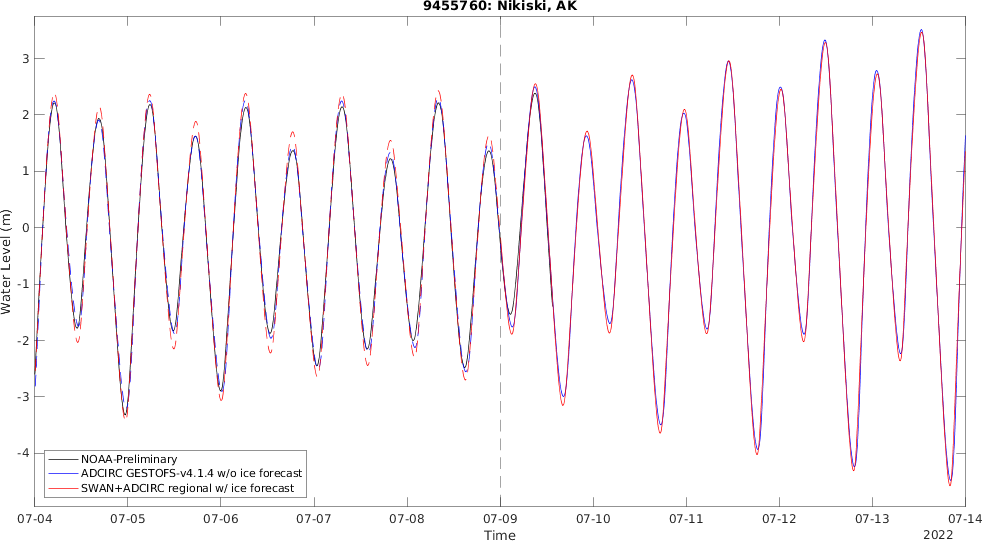 9455760: Nikiski, AK
Water Level (m)
3
2
1
0
-1
-2
-3
-4
NOAA-Preliminary
ADCIRC GESTOFS-v4.1.4 w/o ice forecast
SWAN+ADCIRC regional w/ ice forecast
07-04 07-05 07-06 07-07 07-08 07-09 07-10 07-11 07-12 07-13 07-14
Time
2022